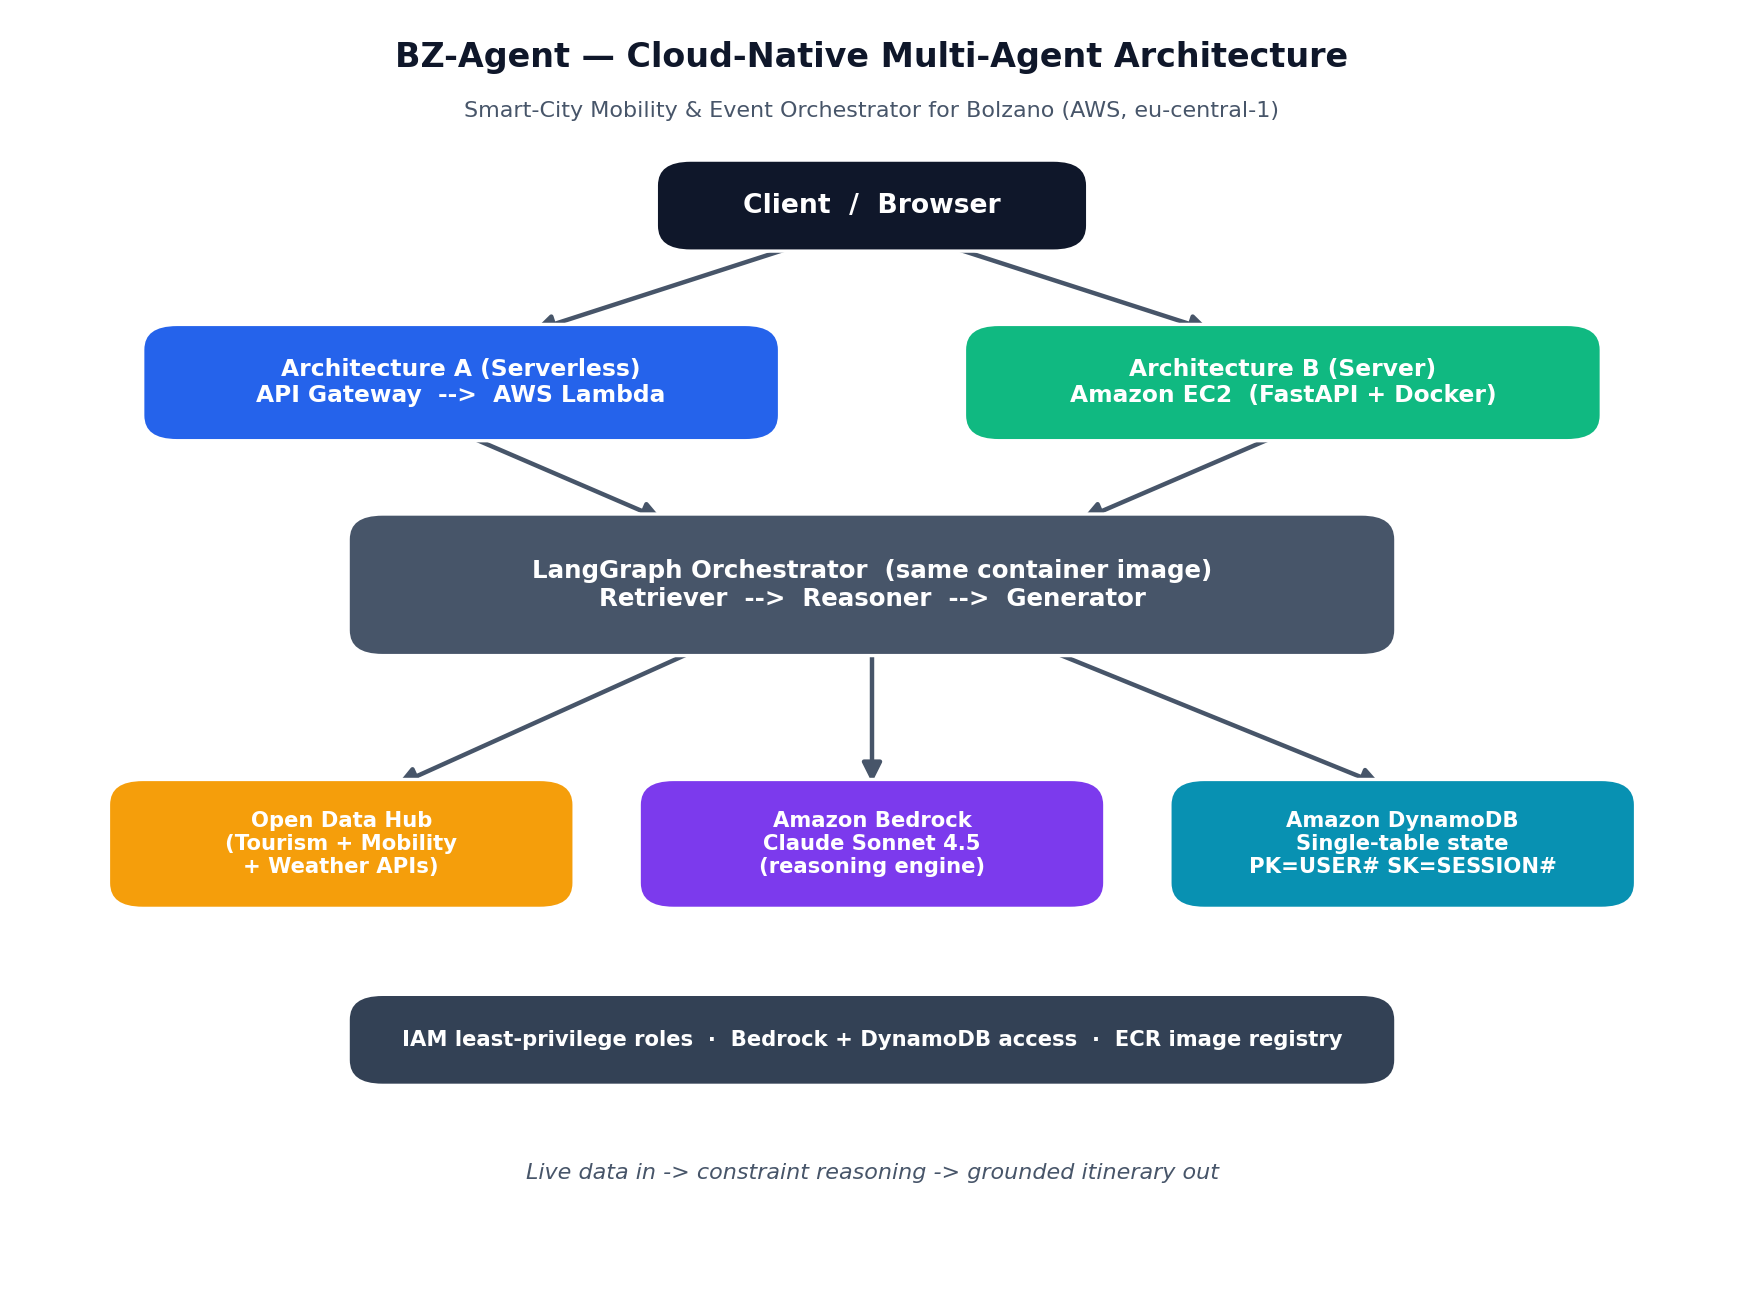 BZ-Agent — Cloud-Native Multi-Agent Architecture
Smart-City Mobility & Event Orchestrator for Bolzano (AWS, eu-central-1)
Client / Browser
Architecture A (Serverless)
API Gateway --> AWS Lambda
Architecture B (Server)
Amazon EC2 (FastAPI + Docker)
LangGraph Orchestrator (same container image)
Retriever --> Reasoner --> Generator
Open Data Hub
(Tourism + Mobility
+ Weather APIs)
Amazon Bedrock
Claude Sonnet 4.5
(reasoning engine)
Amazon DynamoDB
Single-table state
PK=USER# SK=SESSION#
IAM least-privilege roles · Bedrock + DynamoDB access · ECR image registry
Live data in -> constraint reasoning -> grounded itinerary out